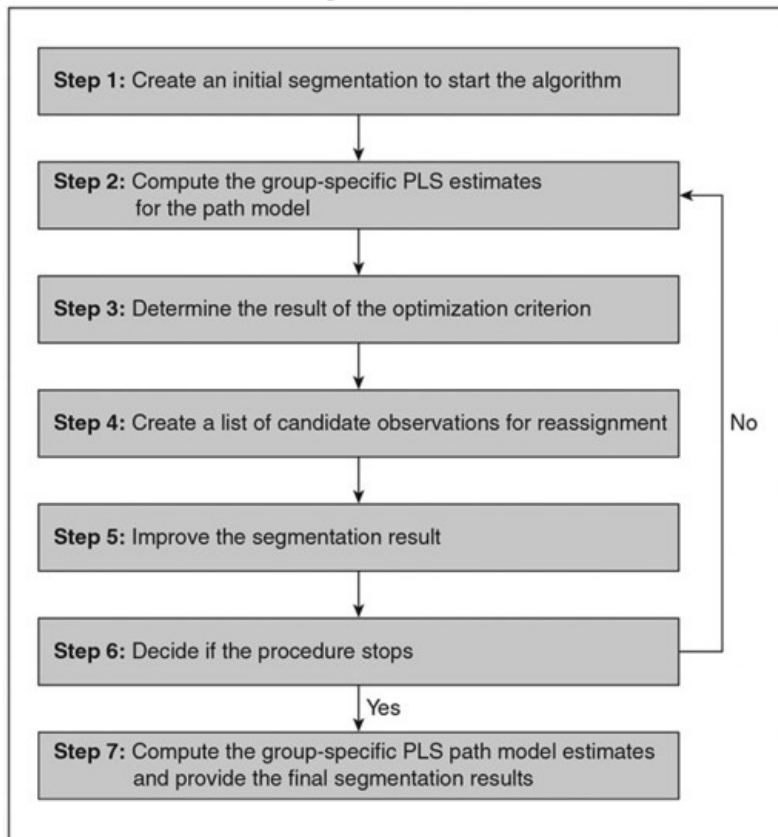 Step 1: Create an initial segmentation to start the algorithm
Step 2: Compute the group-specific PLS estimates
for the path model
Step 3: Determine the result of the optimization criterion
Step 4: Create a list of candidate observations for reassignment
No
Step 5: Improve the segmentation result
Step 6: Decide if the procedure stops
Yes
Step 7: Compute the group-specific PLS path model estimates
and provide the final segmentation results